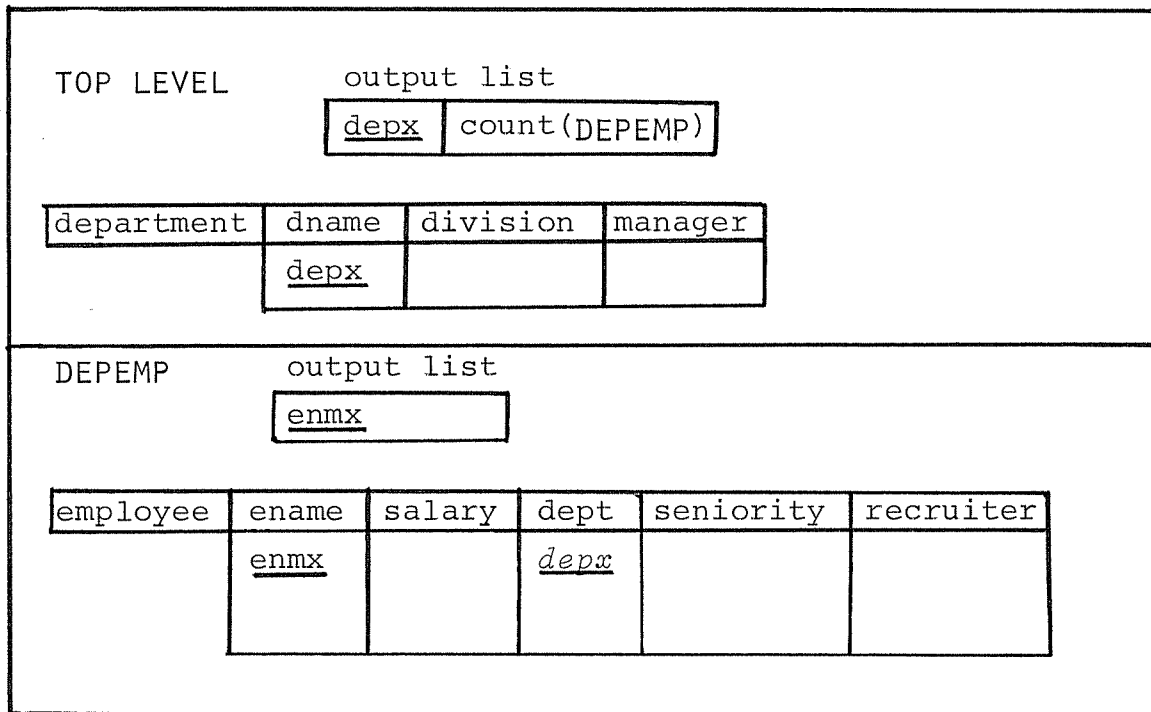 TOP LEVEL output list
depx count(DEPEMP)
department dname division manager
depx
DEPEMP output list
enmx
employee ename salary dept seniority recruiter
enmx depx